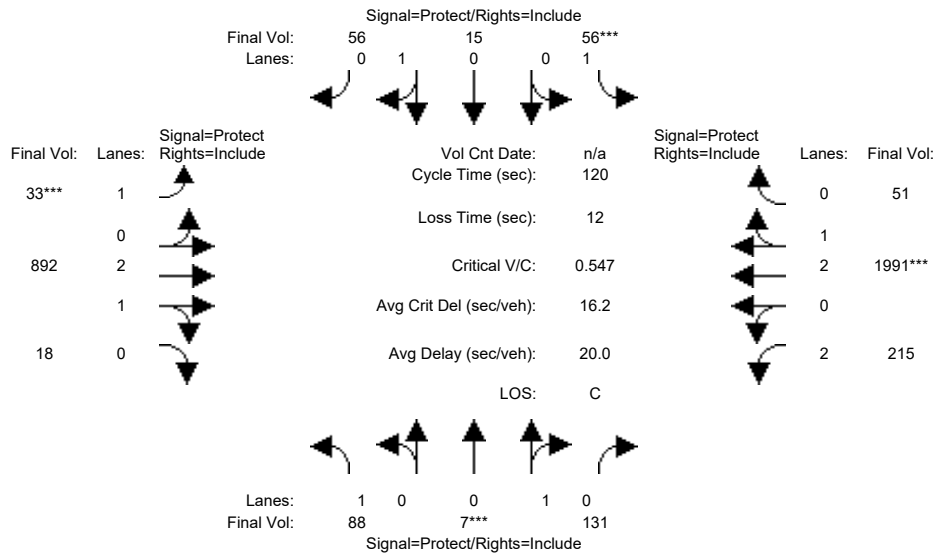 Signal=Protect/Rights=Include
Final Vol: 56 15 56***
Lanes: 0 1 0 0 1
Signal=Protect
Final Vol: Lanes: Rights=Include
Vol Cnt Date: n/a
Signal=Protect
Rights=Include Lanes: Final Vol:
Cycle Time (sec): 120
33*** 1
0 51
Loss Time (sec): 12
0
1
892 2
Critical V/C: 0.547
2 1991***
1
Avg Crit Del (sec/veh): 16.2
0
18 0
Avg Delay (sec/veh): 20.0
2 215
LOS: C
Lanes: 1 0 0 1 0
Final Vol: 88 7*** 131
Signal=Protect/Rights=Include